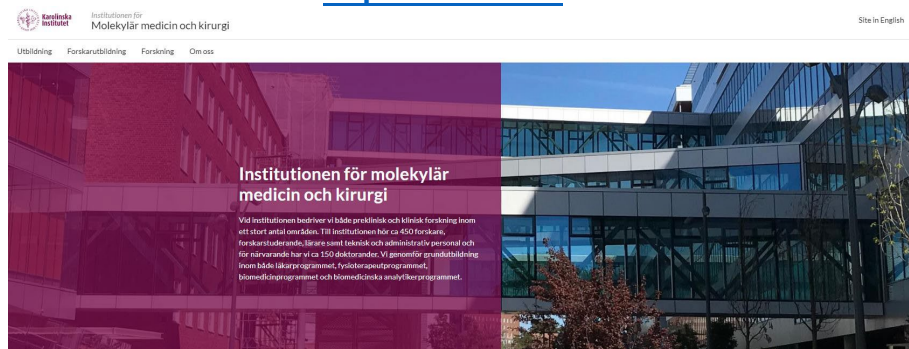 Karolinska
Institutet
Institutionen för
Molekylär medicin och kirurgi
Site in English
Utbildning Forskarutbildning Forskning Om oss
Institutionen för molekylär
medicin och kirurgi
Vid institutionen bedriver vi både preklinisk och klinisk forskning inom
ett stort antal områden. Till institutionen hör ca 450 forskare,
forskarstuderande, lärare samt teknisk och administrativ personal och
för närvarande har vi ca 150 doktorander. Vi genomför grundutbildning
inom både läkarprogrammet, fysioterapeutprogrammet,
biomedicinprogrammet och biomedicinska analytikerprogrammet.